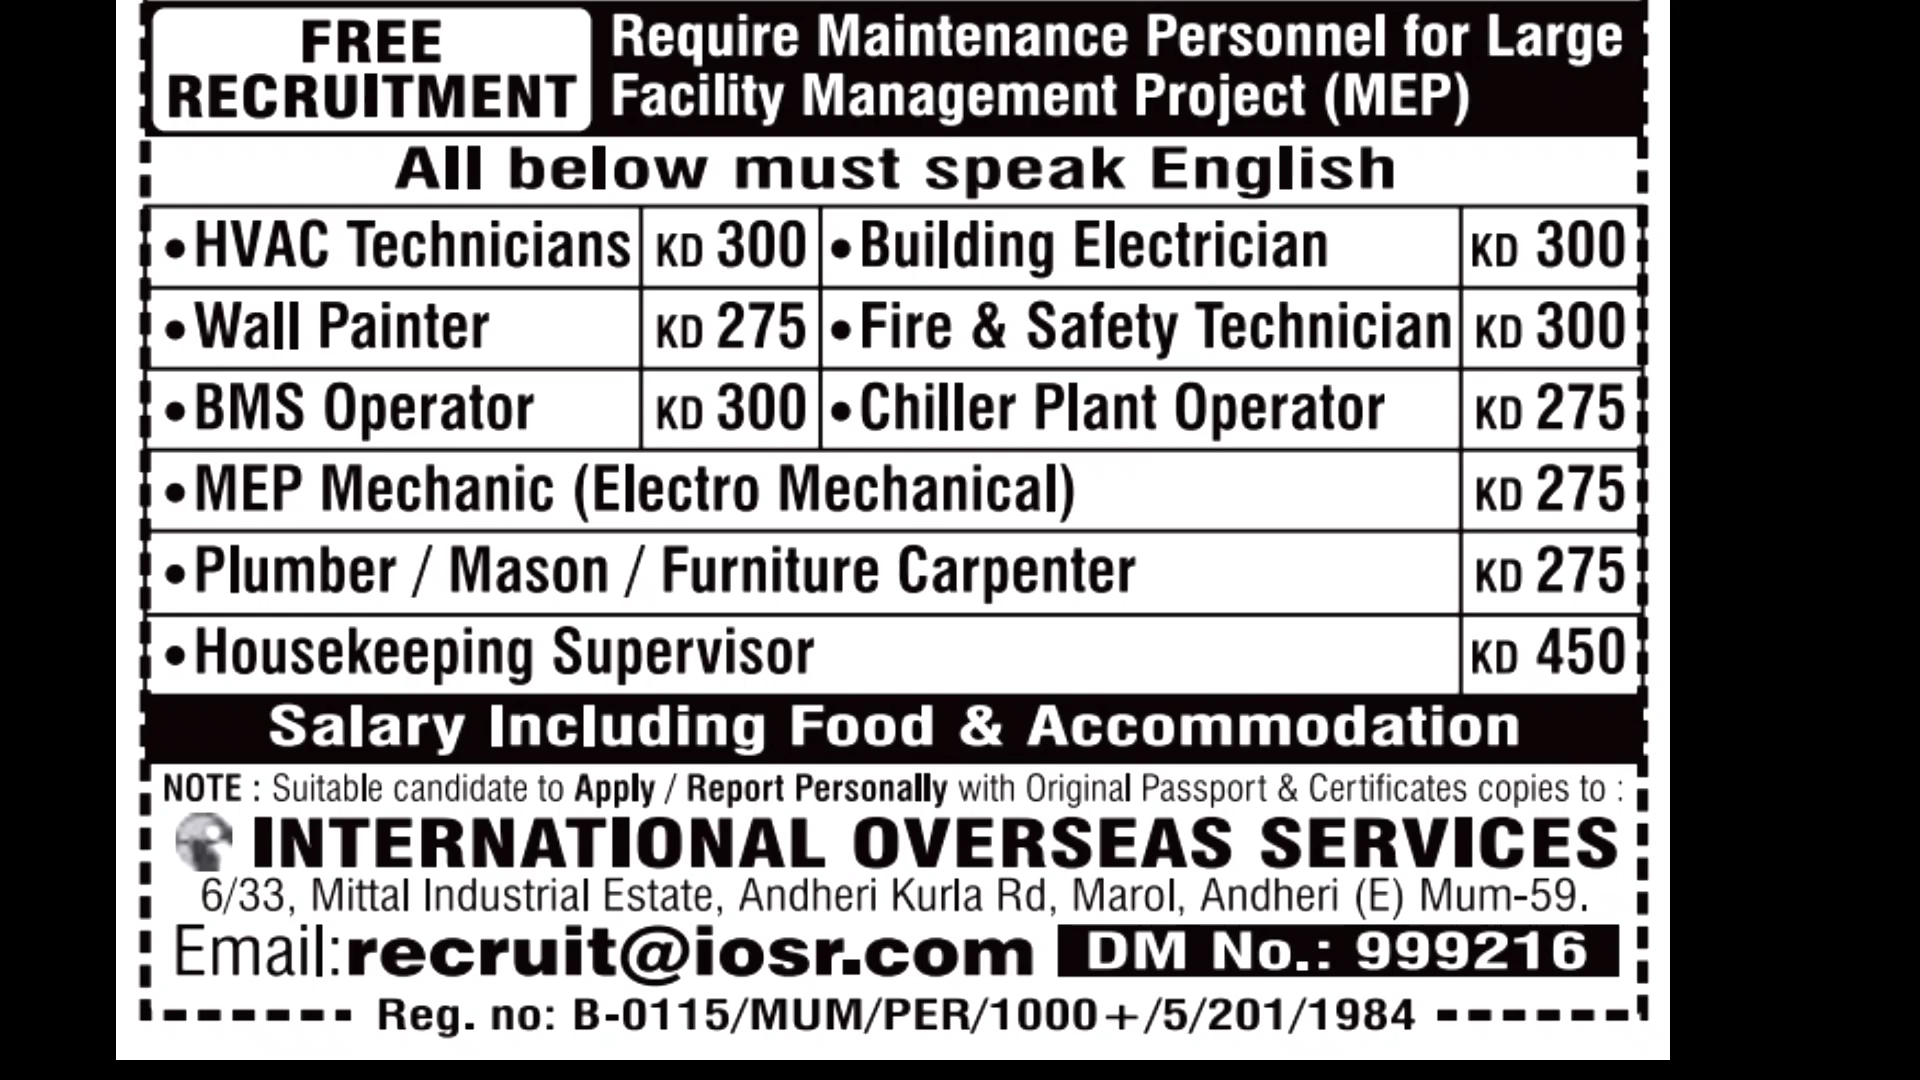 FREE RECRUITMENT
Require Maintenance Personnel for Large
Facility Management Project (MEP)
All below must speak English
• HVAC Technicians KD 300 • Building Electrician KD 300
• Wall Painter KD 275 • Fire & Safety Technician KD 300
• BMS Operator KD 300 • Chiller Plant Operator KD 275
• MEP Mechanic (Electro Mechanical) KD 275
• Plumber / Mason / Furniture Carpenter KD 275
• Housekeeping Supervisor KD 450
Salary Including Food & Accommodation
NOTE : Suitable candidate to Apply / Report Personally with Original Passport & Certificates copies to :
INTERNATIONAL OVERSEAS SERVICES
6/33, Mittal Industrial Estate, Andheri Kurla Rd, Marol, Andheri (E) Mum-59.
Email:recruit@iosr.com DM No.: 999216
Reg. no: B-0115/MUM/PER/1000+/5/201/1984